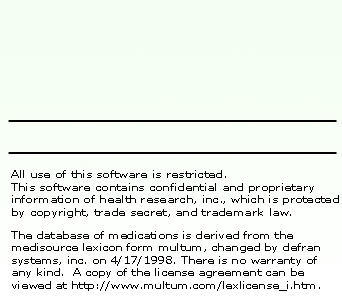 All use of this software is restricted.
This software contains confidential and proprietary
information of health research, inc., which is protected
by copyright, trade secret, and trademark law.
The database of medications is derived from the
medisource lexicon form multum, changed by defran
systems, inc. on 4/17/1998. There is no warranty of
any kind. A copy of the license agreement can be
viewed at http://www.multum.com/lexlicense_i.htm.